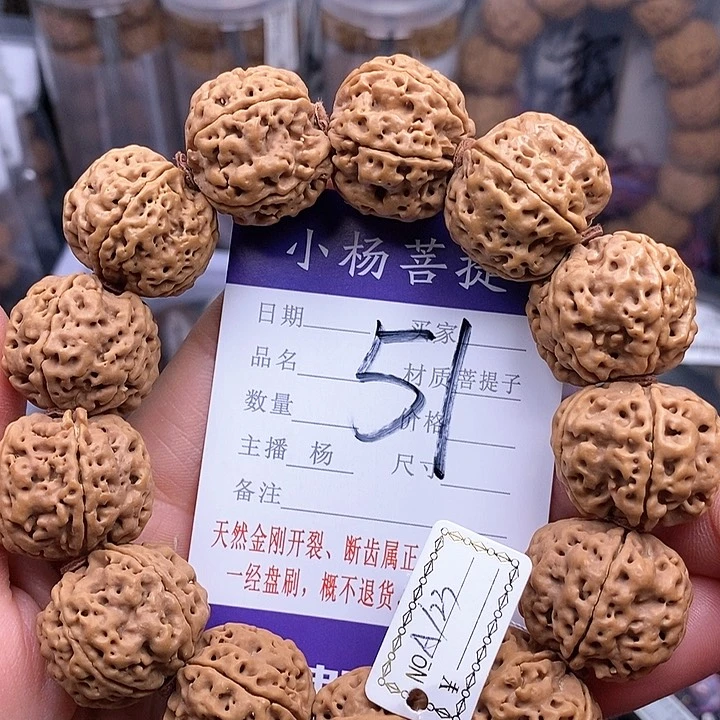 小杨菩提
日期 买家
51
品名 材质 菩提子
数量 价格
主播 杨 尺寸
备注
天然金刚开裂、断齿属正
一经盘刷，概不退货
NO A/23
¥